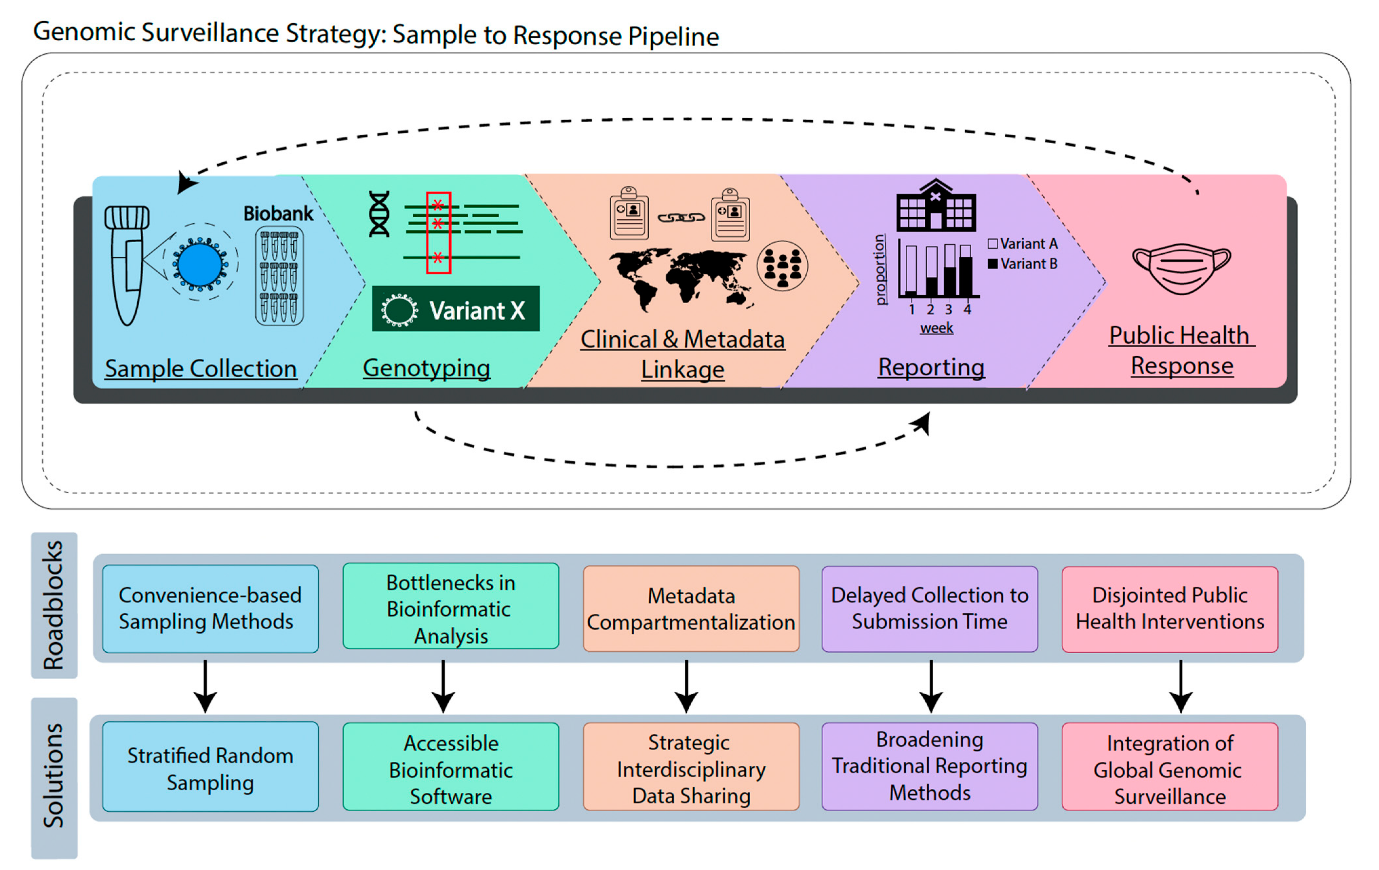 Genomic Surveillance Strategy: Sample to Response Pipeline
Biobank
Sample Collection
Variant X
Genotyping
Clinical & Metadata
Linkage
proportion
Variant A
Variant B
1 2 3 4
week
Reporting
Public Health
Response
Roadblocks
Convenience-based
Sampling Methods
Bottlenecks in
Bioinformatic
Analysis
Metadata
Compartmentalization
Delayed Collection to
Submission Time
Disjointed Public
Health Interventions
Solutions
Stratified Random
Sampling
Accessible
Bioinformatic
Software
Strategic
Interdisciplinary
Data Sharing
Broadening
Traditional Reporting
Methods
Integration of
Global Genomic
Surveillance